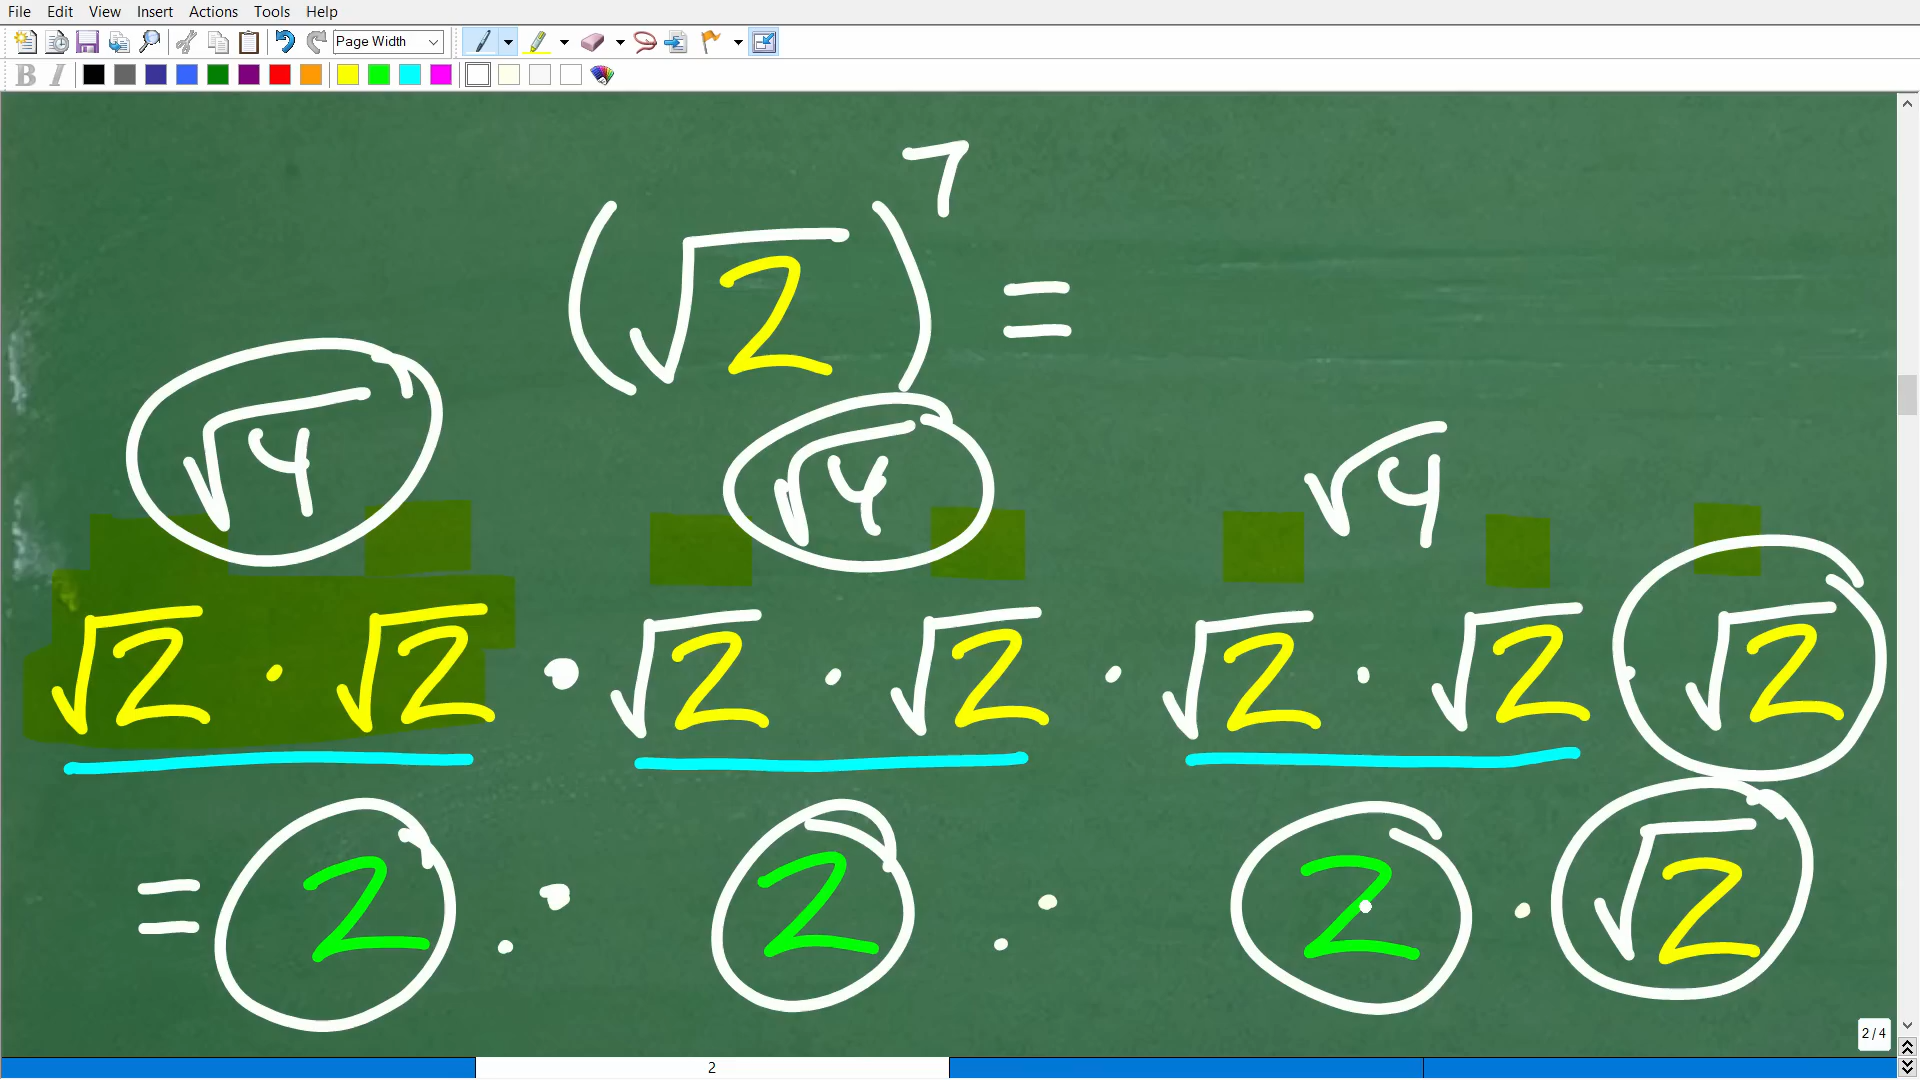 File Edit View Insert Actions Tools Help
Page Width
B I
(√2)⁷ =
√4 √4 √4
√2 · √2 · √2 · √2 · √2 · √2 · √2
= 2 · 2 · 2 · √2
2 / 4
2